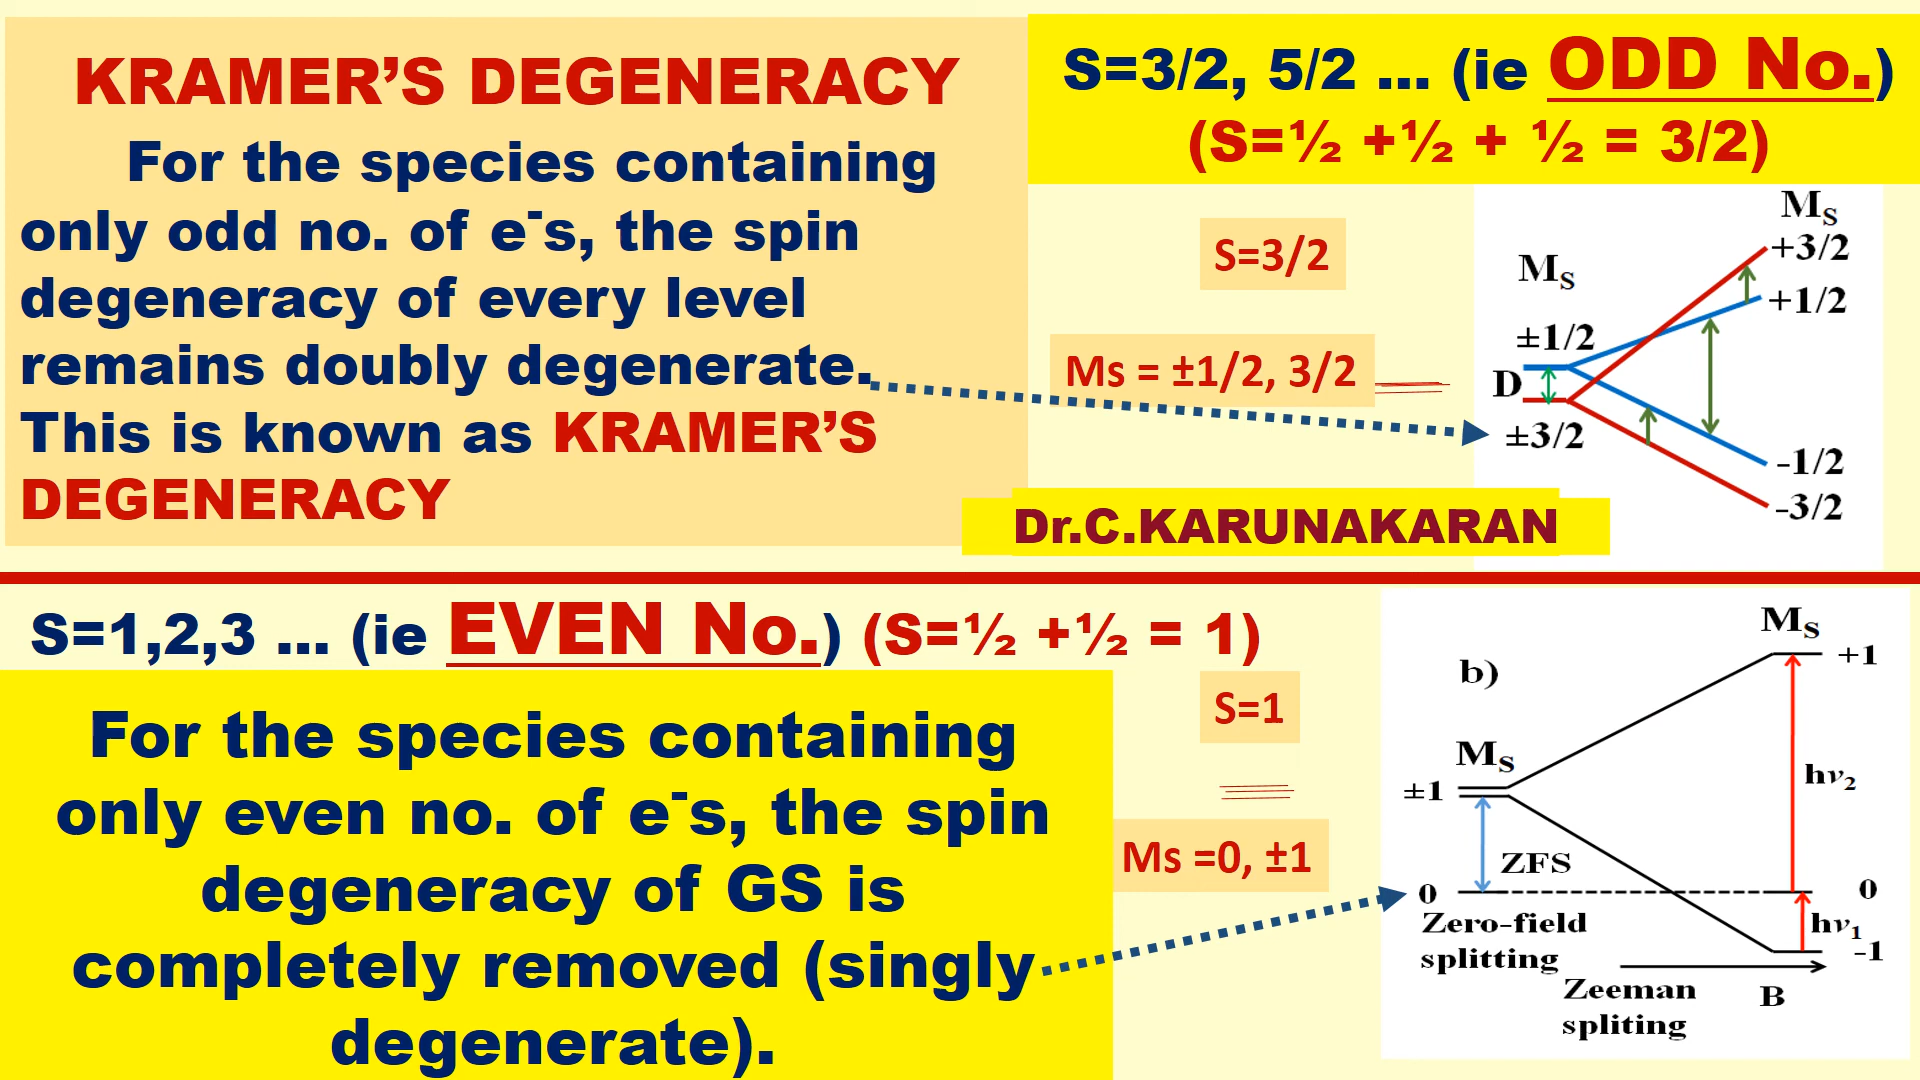 KRAMER’S DEGENERACY
For the species containing
only odd no. of e⁻s, the spin
degeneracy of every level
remains doubly degenerate.
This is known as KRAMER’S
DEGENERACY
S=3/2, 5/2 ... (ie ODD No.)
(S=½ +½ + ½ = 3/2)
S=3/2
Ms = ±1/2, 3/2
M_S
+3/2
M_S
+1/2
±1/2
D
±3/2
-1/2
-3/2
Dr.C.KARUNAKARAN
S=1,2,3 ... (ie EVEN No.) (S=½ +½ = 1)
For the species containing
only even no. of e⁻s, the spin
degeneracy of GS is
completely removed (singly
degenerate).
S=1
Ms =0, ±1
M_S
+1
b)
M_S
hν₂
±1
ZFS
0
0
Zero-field
splitting
hν₁
-1
Zeeman
spliting
B